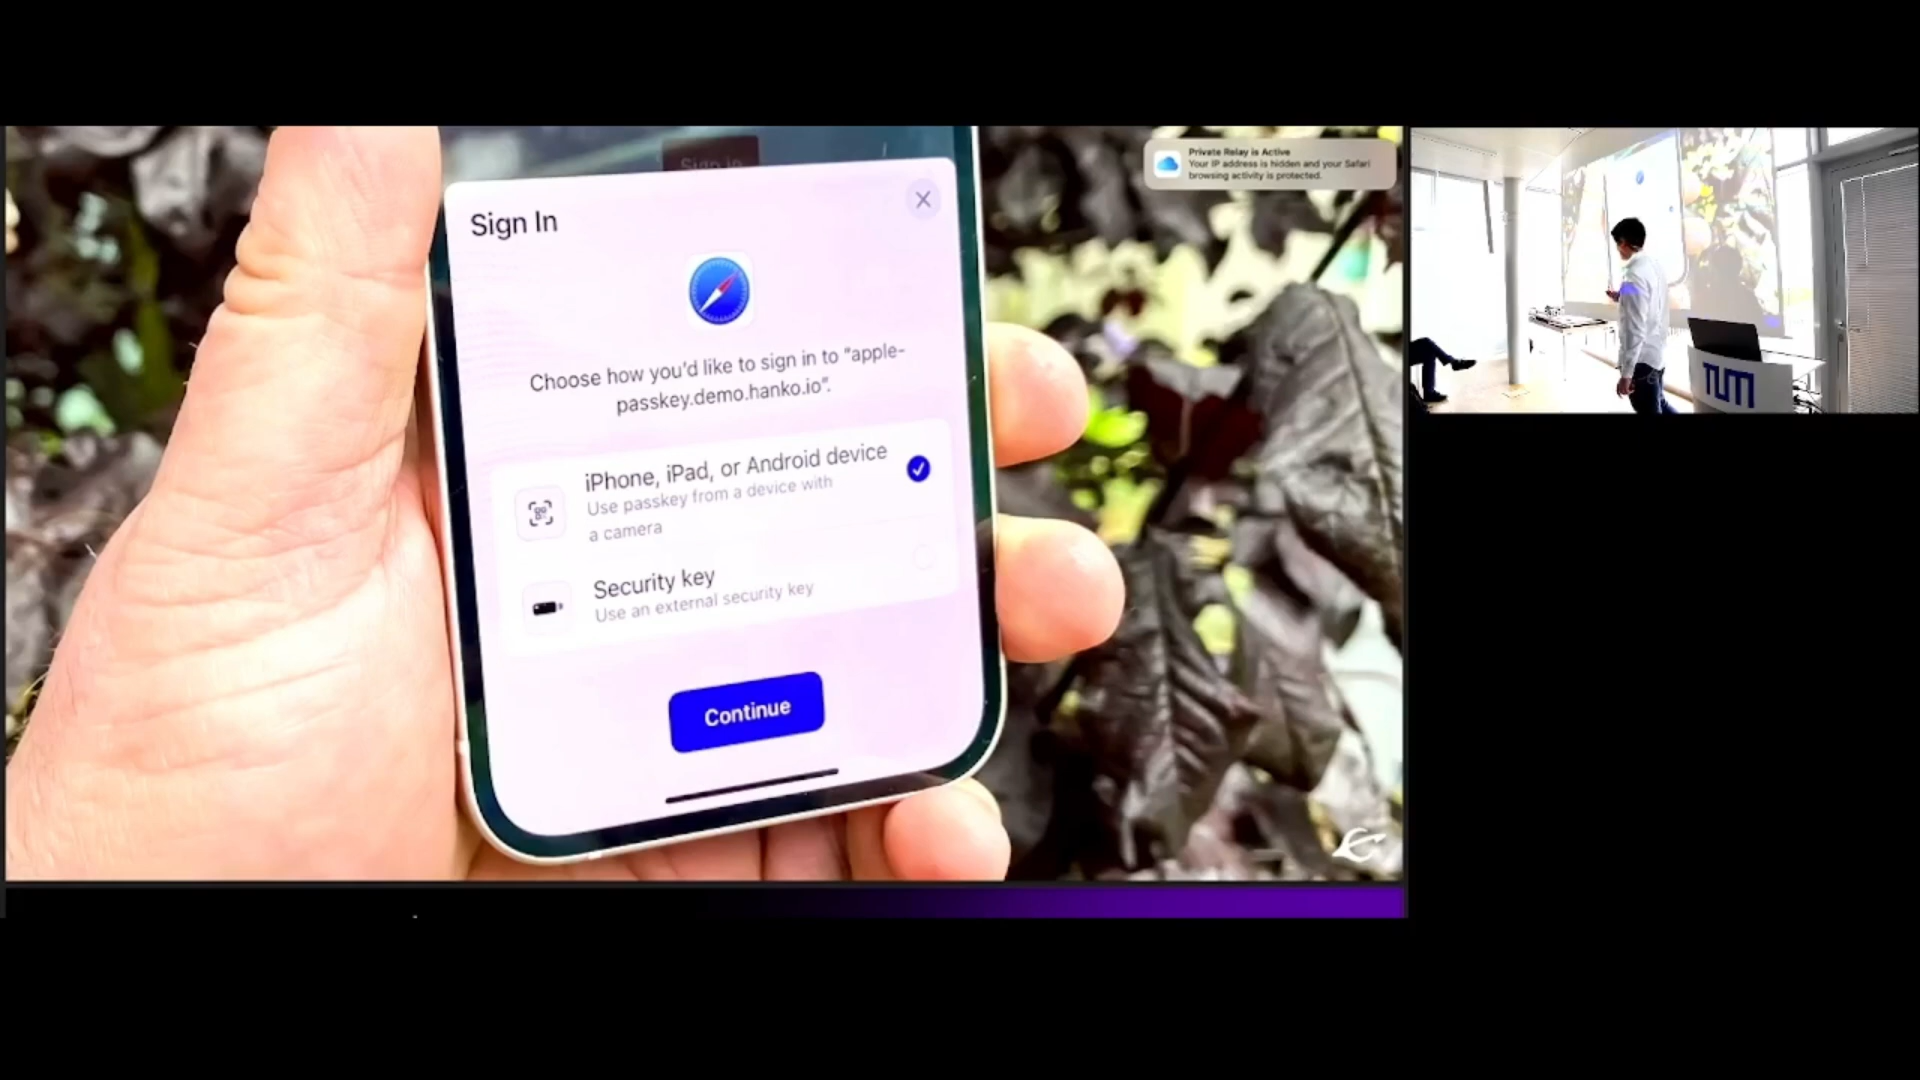 Sign in
Sign In
Choose how you'd like to sign in to “apple-
passkey.demo.hanko.io”.
iPhone, iPad, or Android device
Use passkey from a device with
a camera
Security key
Use an external security key
Continue
Private Relay is Active
Your IP address is hidden and your Safari
browsing activity is protected.
TUM